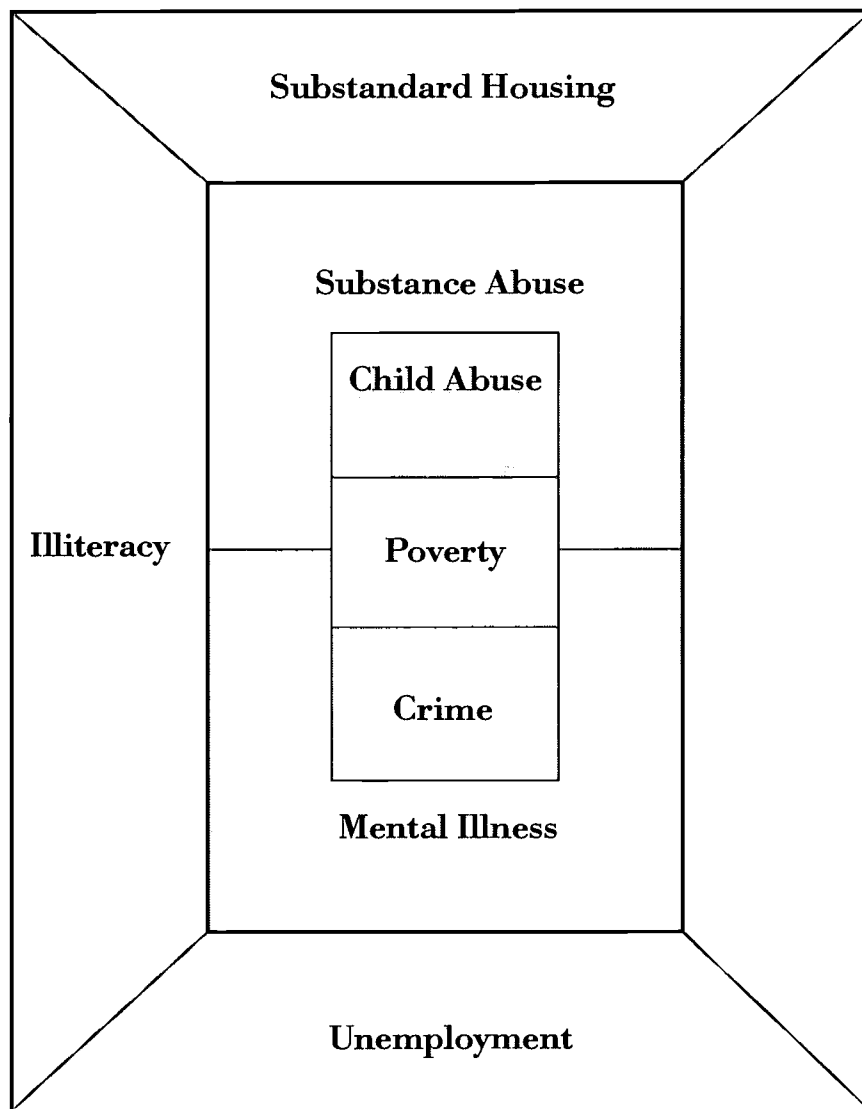 Substandard Housing
Substance Abuse
Child Abuse
Illiteracy
Poverty
Crime
Mental Illness
Unemployment